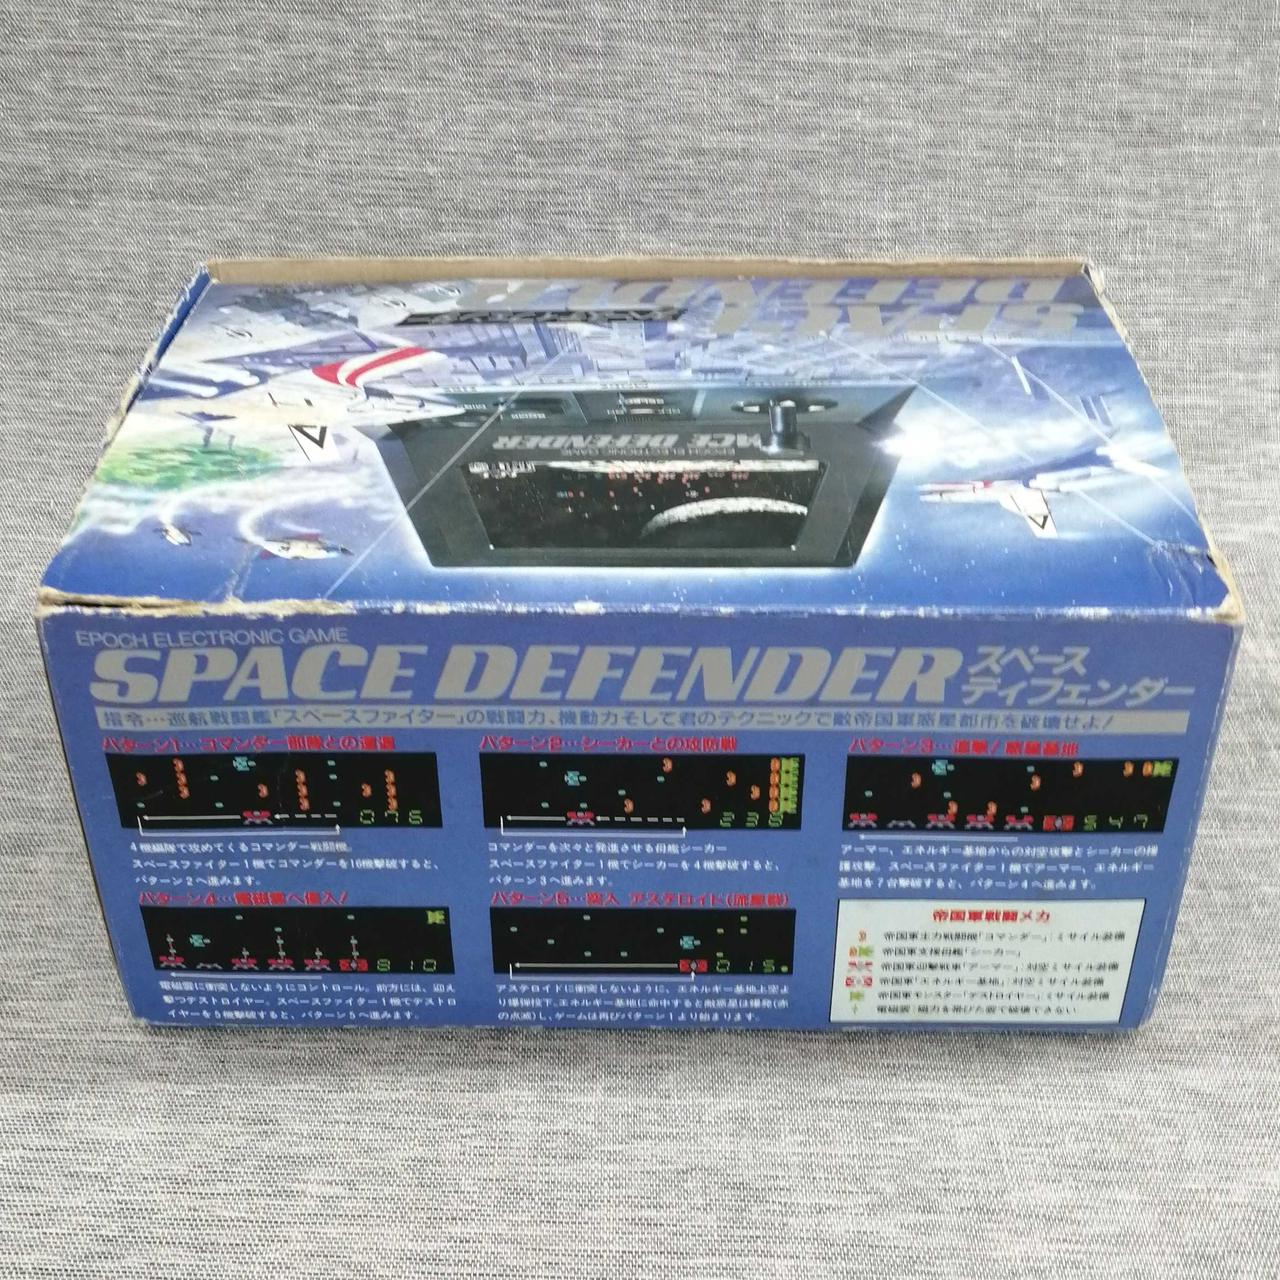 SPACE
DEFENDER
SPACE DEFENDER
EPOCH ELECTRONIC GAME
EPOCH ELECTRONIC GAME
SPACE DEFENDER スペース
ディフェンダー
指令…巡航戦闘艦「スペースファイター」の戦闘力、機動力そして君のテクニックで敵帝国軍惑星都市を破壊せよ!
パターン1…コマンダー部隊との遭遇
4機編隊で攻めてくるコマンダー戦闘機。
スペースファイター1機でコマンダーを16機撃破すると、
パターン2へ進みます。
パターン2…シーカーとの攻防戦
コマンダーを次々と発進させる母艦シーカー
スペースファイター1機でシーカーを4機撃破すると、
パターン3へ進みます。
パターン3…進撃!惑星基地
アーマー、エネルギー基地からの対空攻撃とシーカーの援
護攻撃。スペースファイター1機でアーマー、エネルギー
基地を7台撃破すると、パターン4へ進みます。
パターン4…電磁雲へ侵入!
810
電磁雲に衝突しないようにコントロール。前方には、迎え
撃つデストロイヤー。スペースファイター1機でデストロ
イヤーを5機撃破すると、パターン5へ進みます。
パターン5…突入 アステロイド(流星群)
アステロイドに衝突しないように、エネルギー基地上空よ
り爆弾投下。エネルギー基地に命中すると敵惑星は爆発(赤
の点滅)し、ゲームは再びパターン1より始まります。
帝国軍戦闘メカ
帝国軍主力戦闘機「コマンダー」:ミサイル装備
帝国軍支援母艦「シーカー」
帝国軍迎撃戦車「アーマー」:対空ミサイル装備
帝国軍「エネルギー基地」:対空ミサイル装備
帝国軍モンスター「デストロイヤー」:ミサイル装備
電磁雲:磁力を帯びた雲で破壊できない